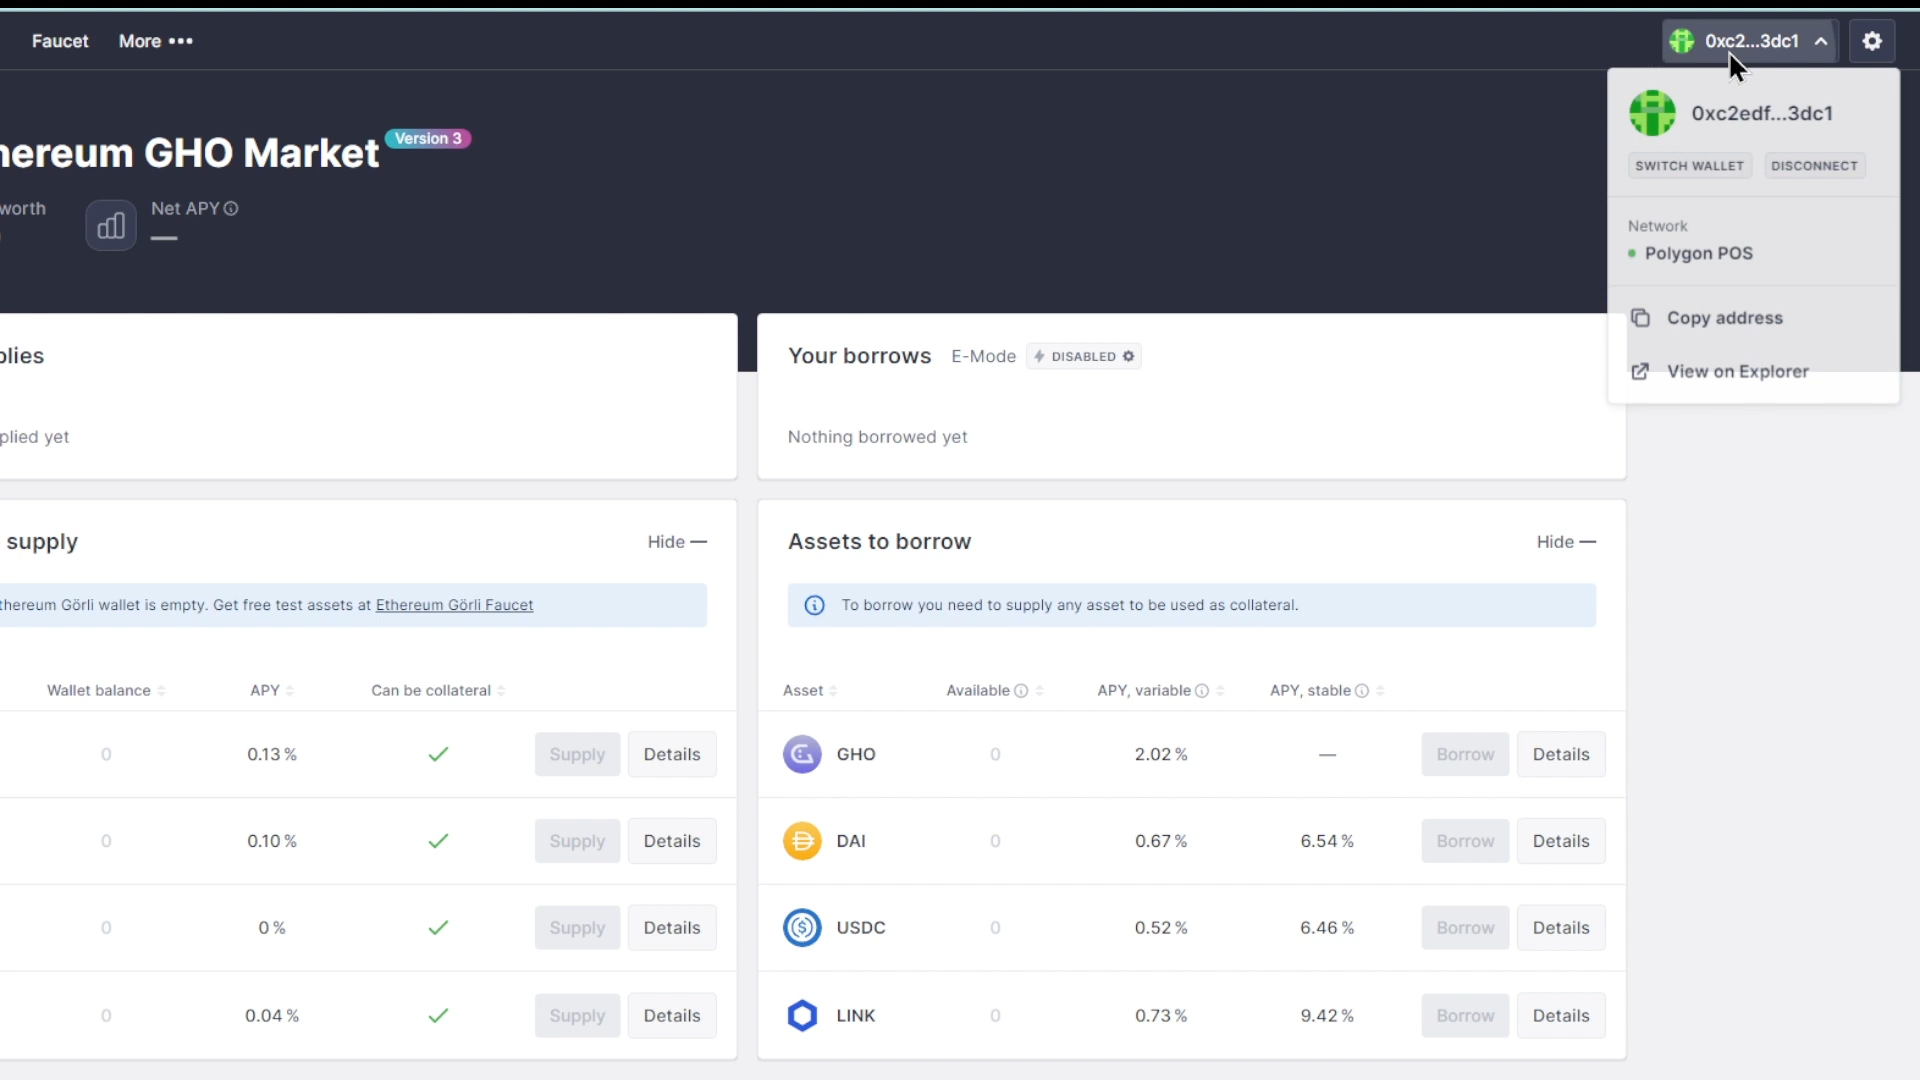 Faucet
More
0xc2...3dc1
0xc2edf...3dc1
SWITCH WALLET
DISCONNECT
Network
Polygon POS
Copy address
View on Explorer
hereum GHO Market
Version 3
worth
Net APY
—
plies
plied yet
Your borrows
E-Mode
DISABLED
Nothing borrowed yet
supply
Hide —
thereum Görli wallet is empty. Get free test assets at Ethereum Görli Faucet
Wallet balance APY Can be collateral
0 0.13 % Supply Details
0 0.10 % Supply Details
0 0 % Supply Details
0 0.04 % Supply Details
Assets to borrow
Hide —
To borrow you need to supply any asset to be used as collateral.
Asset Available APY, variable APY, stable
GHO 0 2.02 % — Borrow Details
DAI 0 0.67 % 6.54 % Borrow Details
USDC 0 0.52 % 6.46 % Borrow Details
LINK 0 0.73 % 9.42 % Borrow Details